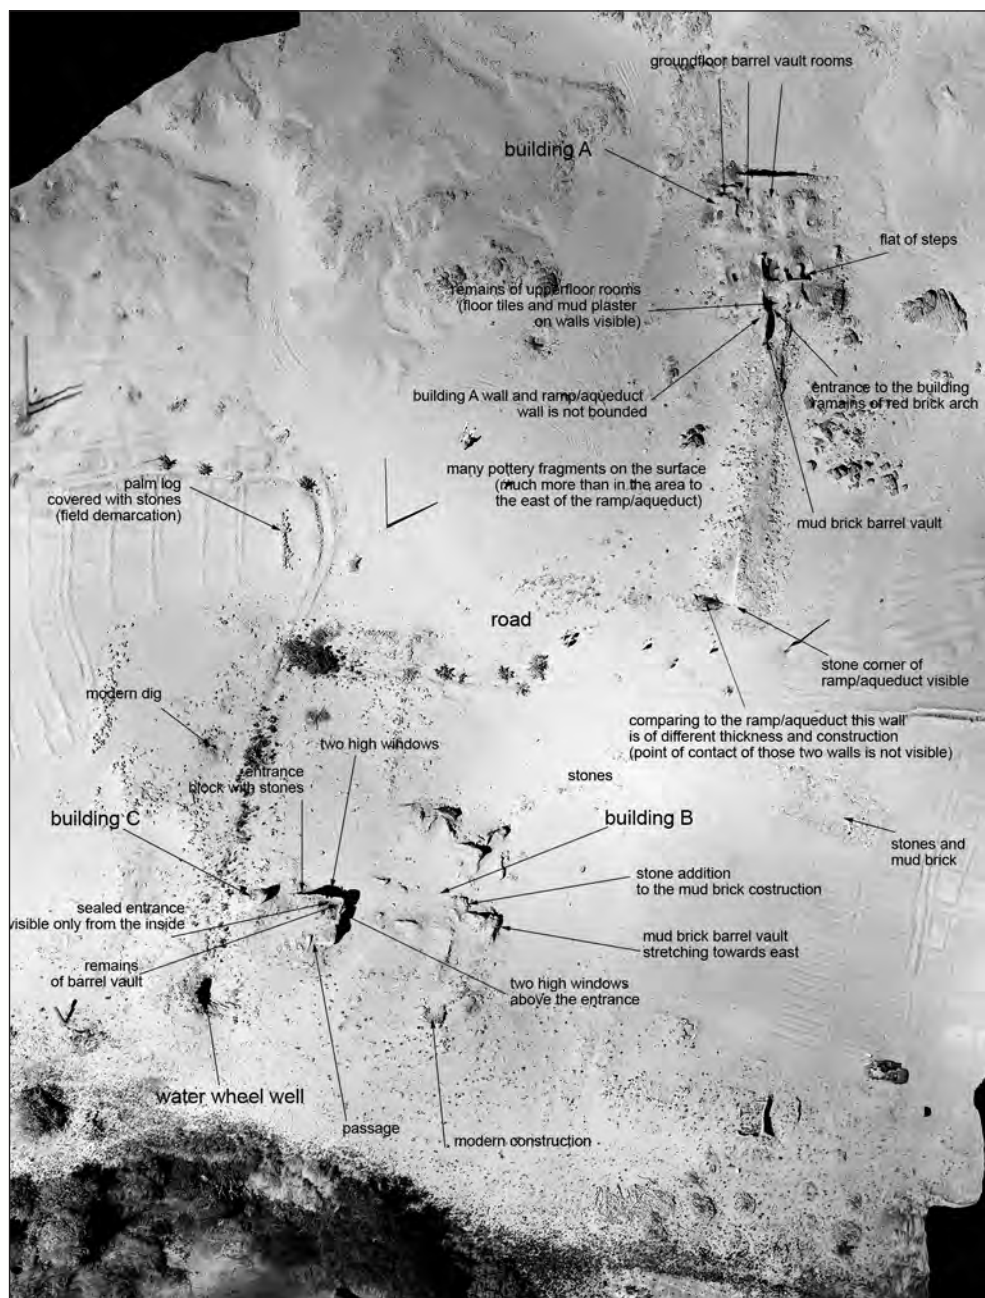 groundfloor barrel vault rooms
building A
flat of steps
remains of upperfloor rooms
(floor tiles and mud plaster
on walls visible)
building A wall and ramp/aqueduct
wall is not bounded
entrance to the building
remains of red brick arch
many pottery fragments on the surface
(much more than in the area to
the east of the ramp/aqueduct)
palm log
covered with stones
(field demarcation)
mud brick barrel vault
road
stone corner of
ramp/aqueduct visible
modern dig
comparing to the ramp/aqueduct this wall
is of different thickness and construction
(point of contact of those two walls is not visible)
two high windows
entrance
block with stones
stones
building C
building B
stones and
mud brick
stone addition
to the mud brick costruction
sealed entrance
visible only from the inside
mud brick barrel vault
stretching towards east
remains
of barrel vault
two high windows
above the entrance
water wheel well
passage
modern construction